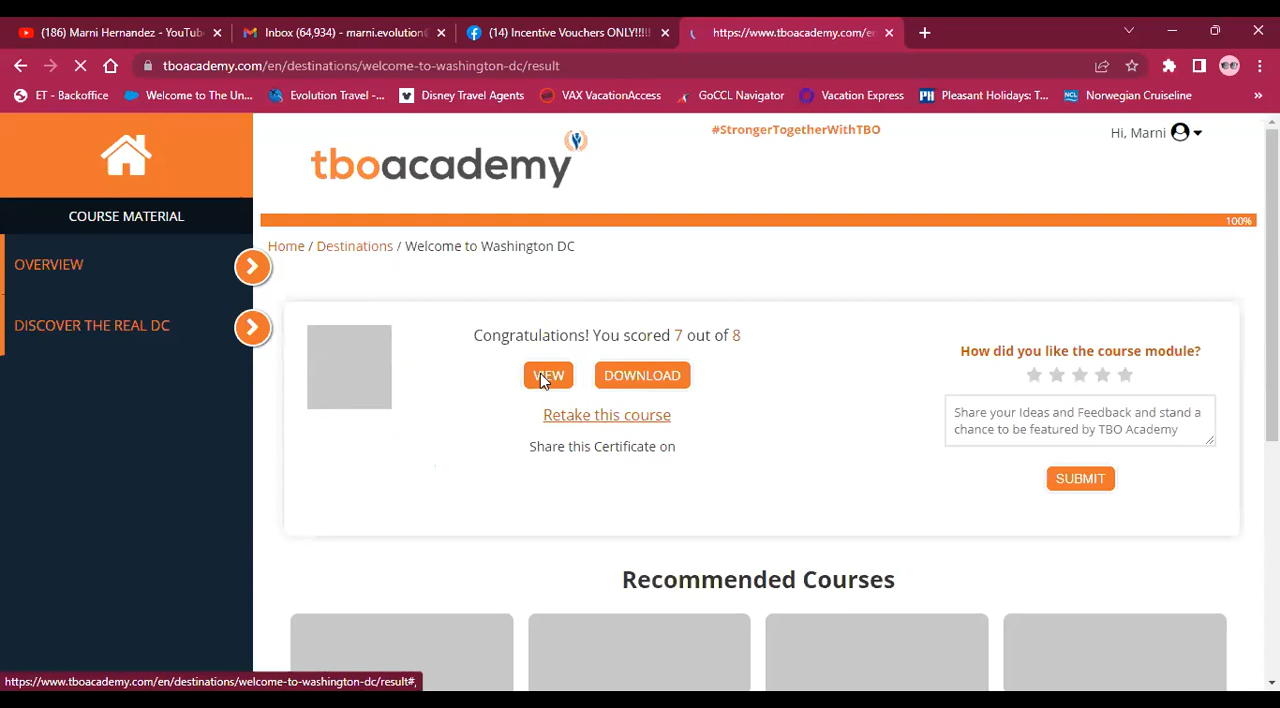 (186) Marni Hernandez - YouTub
Inbox (64,934) - marni.evolution
(14) Incentive Vouchers ONLY!!!!
https://www.tboacademy.com/en
tboacademy.com/en/destinations/welcome-to-washington-dc/result
ET - Backoffice
Welcome to The Un...
Evolution Travel -...
Disney Travel Agents
VAX VacationAccess
GoCCL Navigator
Vacation Express
PH Pleasant Holidays: T...
NCL Norwegian Cruiseline
»
tboacademy
#StrongerTogetherWithTBO
Hi, Marni
COURSE MATERIAL
100%
Home / Destinations / Welcome to Washington DC
OVERVIEW
DISCOVER THE REAL DC
Congratulations! You scored 7 out of 8
VIEW
DOWNLOAD
Retake this course
Share this Certificate on
How did you like the course module?
Share your Ideas and Feedback and stand a
chance to be featured by TBO Academy
SUBMIT
Recommended Courses
https://www.tboacademy.com/en/destinations/welcome-to-washington-dc/result#,